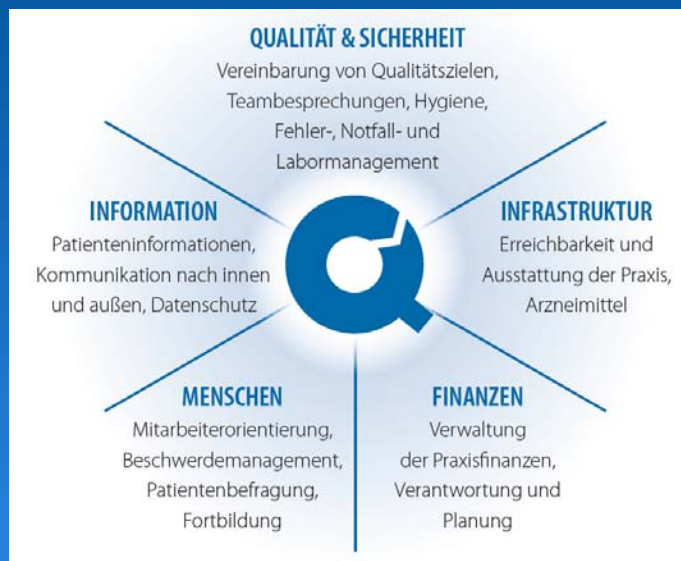 QUALITÄT & SICHERHEIT
Vereinbarung von Qualitätszielen,
Teambesprechungen, Hygiene,
Fehler-, Notfall- und
Labormanagement
INFORMATION
Patienteninformationen,
Kommunikation nach innen
und außen, Datenschutz
INFRASTRUKTUR
Erreichbarkeit und
Ausstattung der Praxis,
Arzneimittel
MENSCHEN
Mitarbeiterorientierung,
Beschwerdemanagement,
Patientenbefragung,
Fortbildung
FINANZEN
Verwaltung
der Praxisfinanzen,
Verantwortung und
Planung